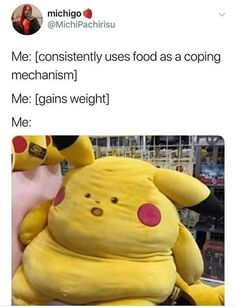 michigo🍓
@MichiPachirisu
Me: [consistently uses food as a coping
mechanism]
Me: [gains weight]
Me: